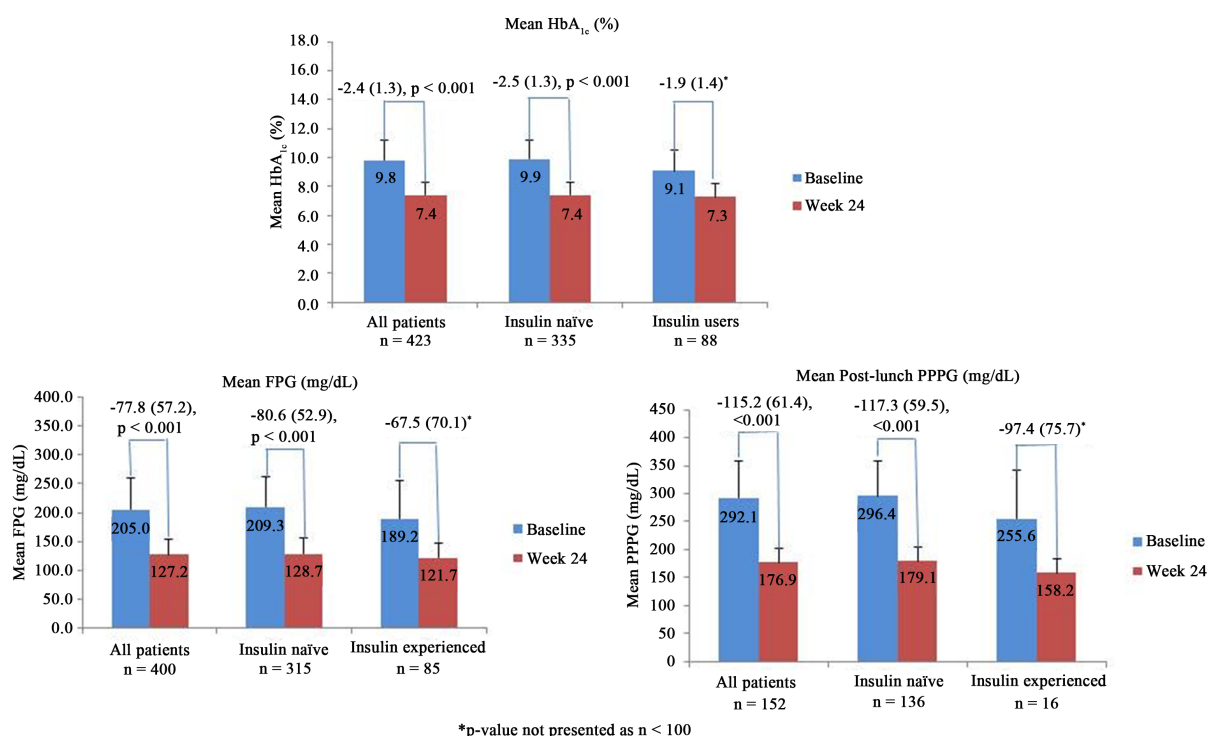 Mean HbA1c (%)
18.0
16.0
14.0
12.0
10.0
8.0
6.0
4.0
2.0
0.0
Mean HbA1c (%)
-2.4 (1.3), p < 0.001
-2.5 (1.3), p < 0.001
-1.9 (1.4)*
9.8
7.4
9.9
7.4
9.1
7.3
Baseline
Week 24
All patients
n = 423
Insulin naïve
n = 335
Insulin users
n = 88
Mean FPG (mg/dL)
400.0
350.0
300.0
250.0
200.0
150.0
100.0
50.0
0.0
Mean FPG (mg/dL)
-77.8 (57.2),
p < 0.001
-80.6 (52.9),
p < 0.001
-67.5 (70.1)*
205.0
127.2
209.3
128.7
189.2
121.7
Baseline
Week 24
All patients
n = 400
Insulin naïve
n = 315
Insulin experienced
n = 85
Mean Post-lunch PPPG (mg/dL)
450
400
350
300
250
200
150
100
50
0
Mean PPPG (mg/dL)
-115.2 (61.4),
<0.001
-117.3 (59.5),
<0.001
-97.4 (75.7)*
292.1
176.9
296.4
179.1
255.6
158.2
Baseline
Week 24
All patients
n = 152
Insulin naïve
n = 136
Insulin experienced
n = 16
*p-value not presented as n < 100